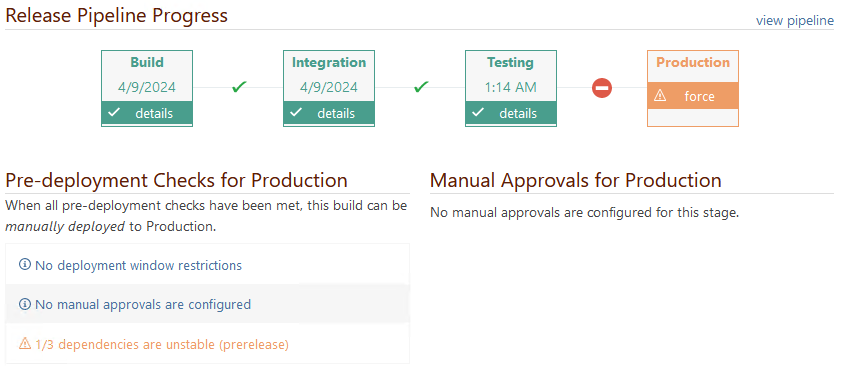 Release Pipeline Progress
view pipeline
Build
4/9/2024
details
Integration
4/9/2024
details
Testing
1:14 AM
details
Production
force
Pre-deployment Checks for Production
When all pre-deployment checks have been met, this build can be
manually deployed to Production.
No deployment window restrictions
No manual approvals are configured
1/3 dependencies are unstable (prerelease)
Manual Approvals for Production
No manual approvals are configured for this stage.